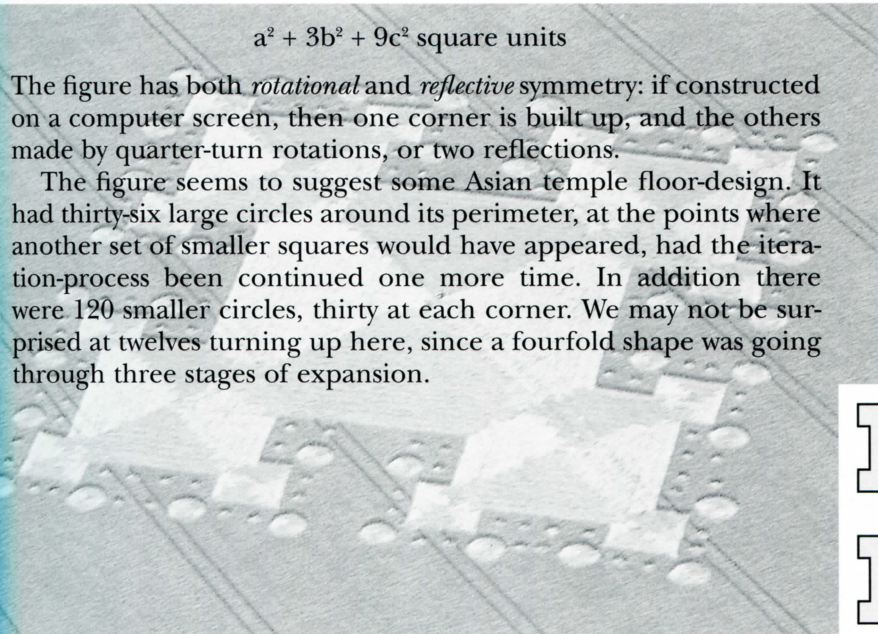 a² + 3b² + 9c² square units
The figure has both rotational and reflective symmetry: if constructed
on a computer screen, then one corner is built up, and the others
made by quarter-turn rotations, or two reflections.
The figure seems to suggest some Asian temple floor-design. It
had thirty-six large circles around its perimeter, at the points where
another set of smaller squares would have appeared, had the itera-
tion-process been continued one more time. In addition there
were 120 smaller circles, thirty at each corner. We may not be sur-
prised at twelves turning up here, since a fourfold shape was going
through three stages of expansion.